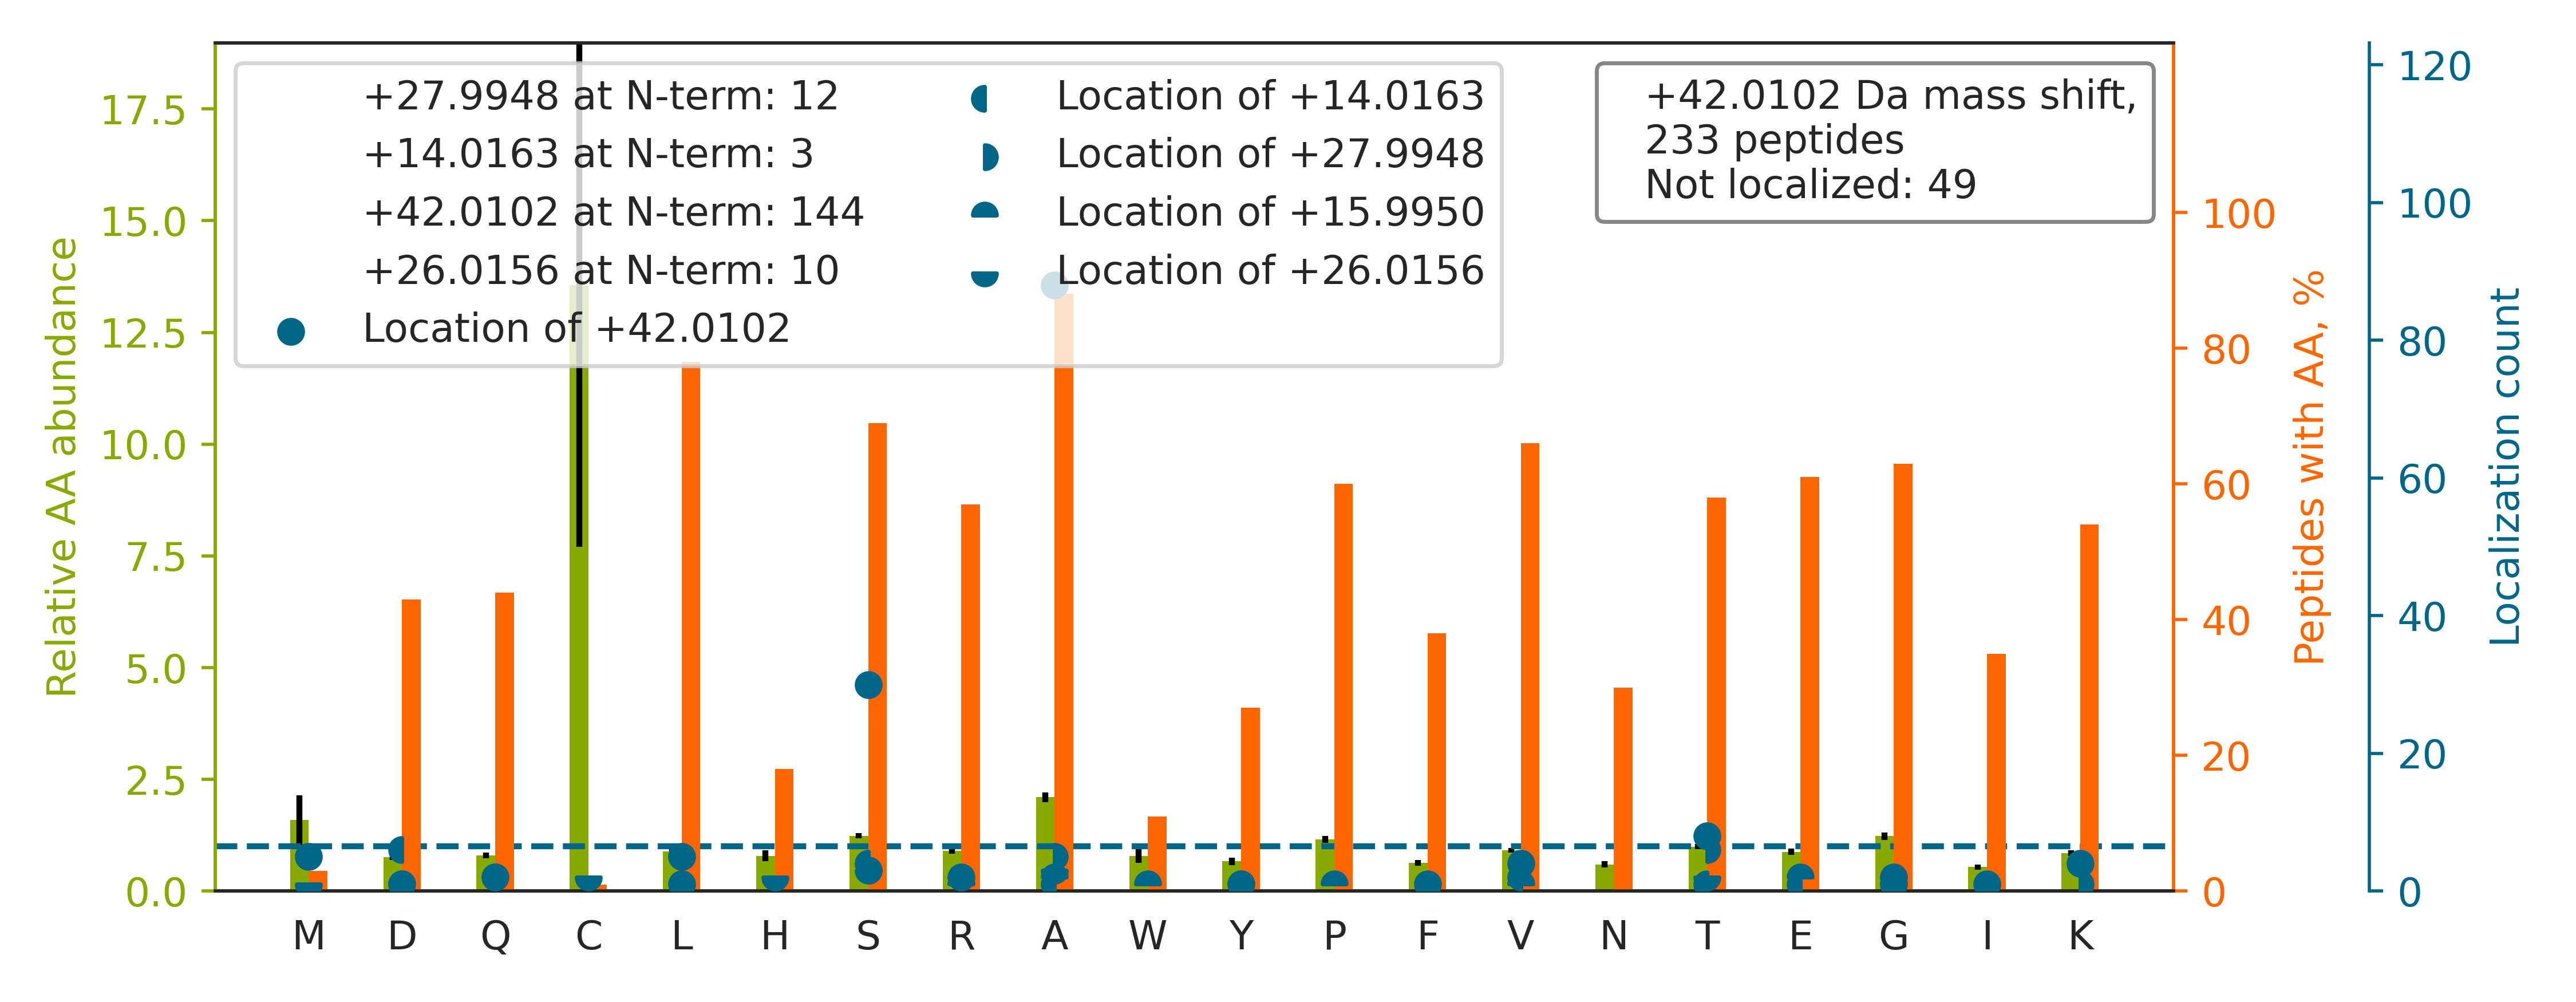 +27.9948 at N-term: 12
+14.0163 at N-term: 3
+42.0102 at N-term: 144
+26.0156 at N-term: 10
Location of +42.0102
Location of +14.0163
Location of +27.9948
Location of +15.9950
Location of +26.0156
+42.0102 Da mass shift,
233 peptides
Not localized: 49
Relative AA abundance
17.5
15.0
12.5
10.0
7.5
5.0
2.5
0.0
M D Q C L H S R A W Y P F V N T E G I K
100
80
60
40
20
0
Peptides with AA, %
120
100
80
60
40
20
0
Localization count